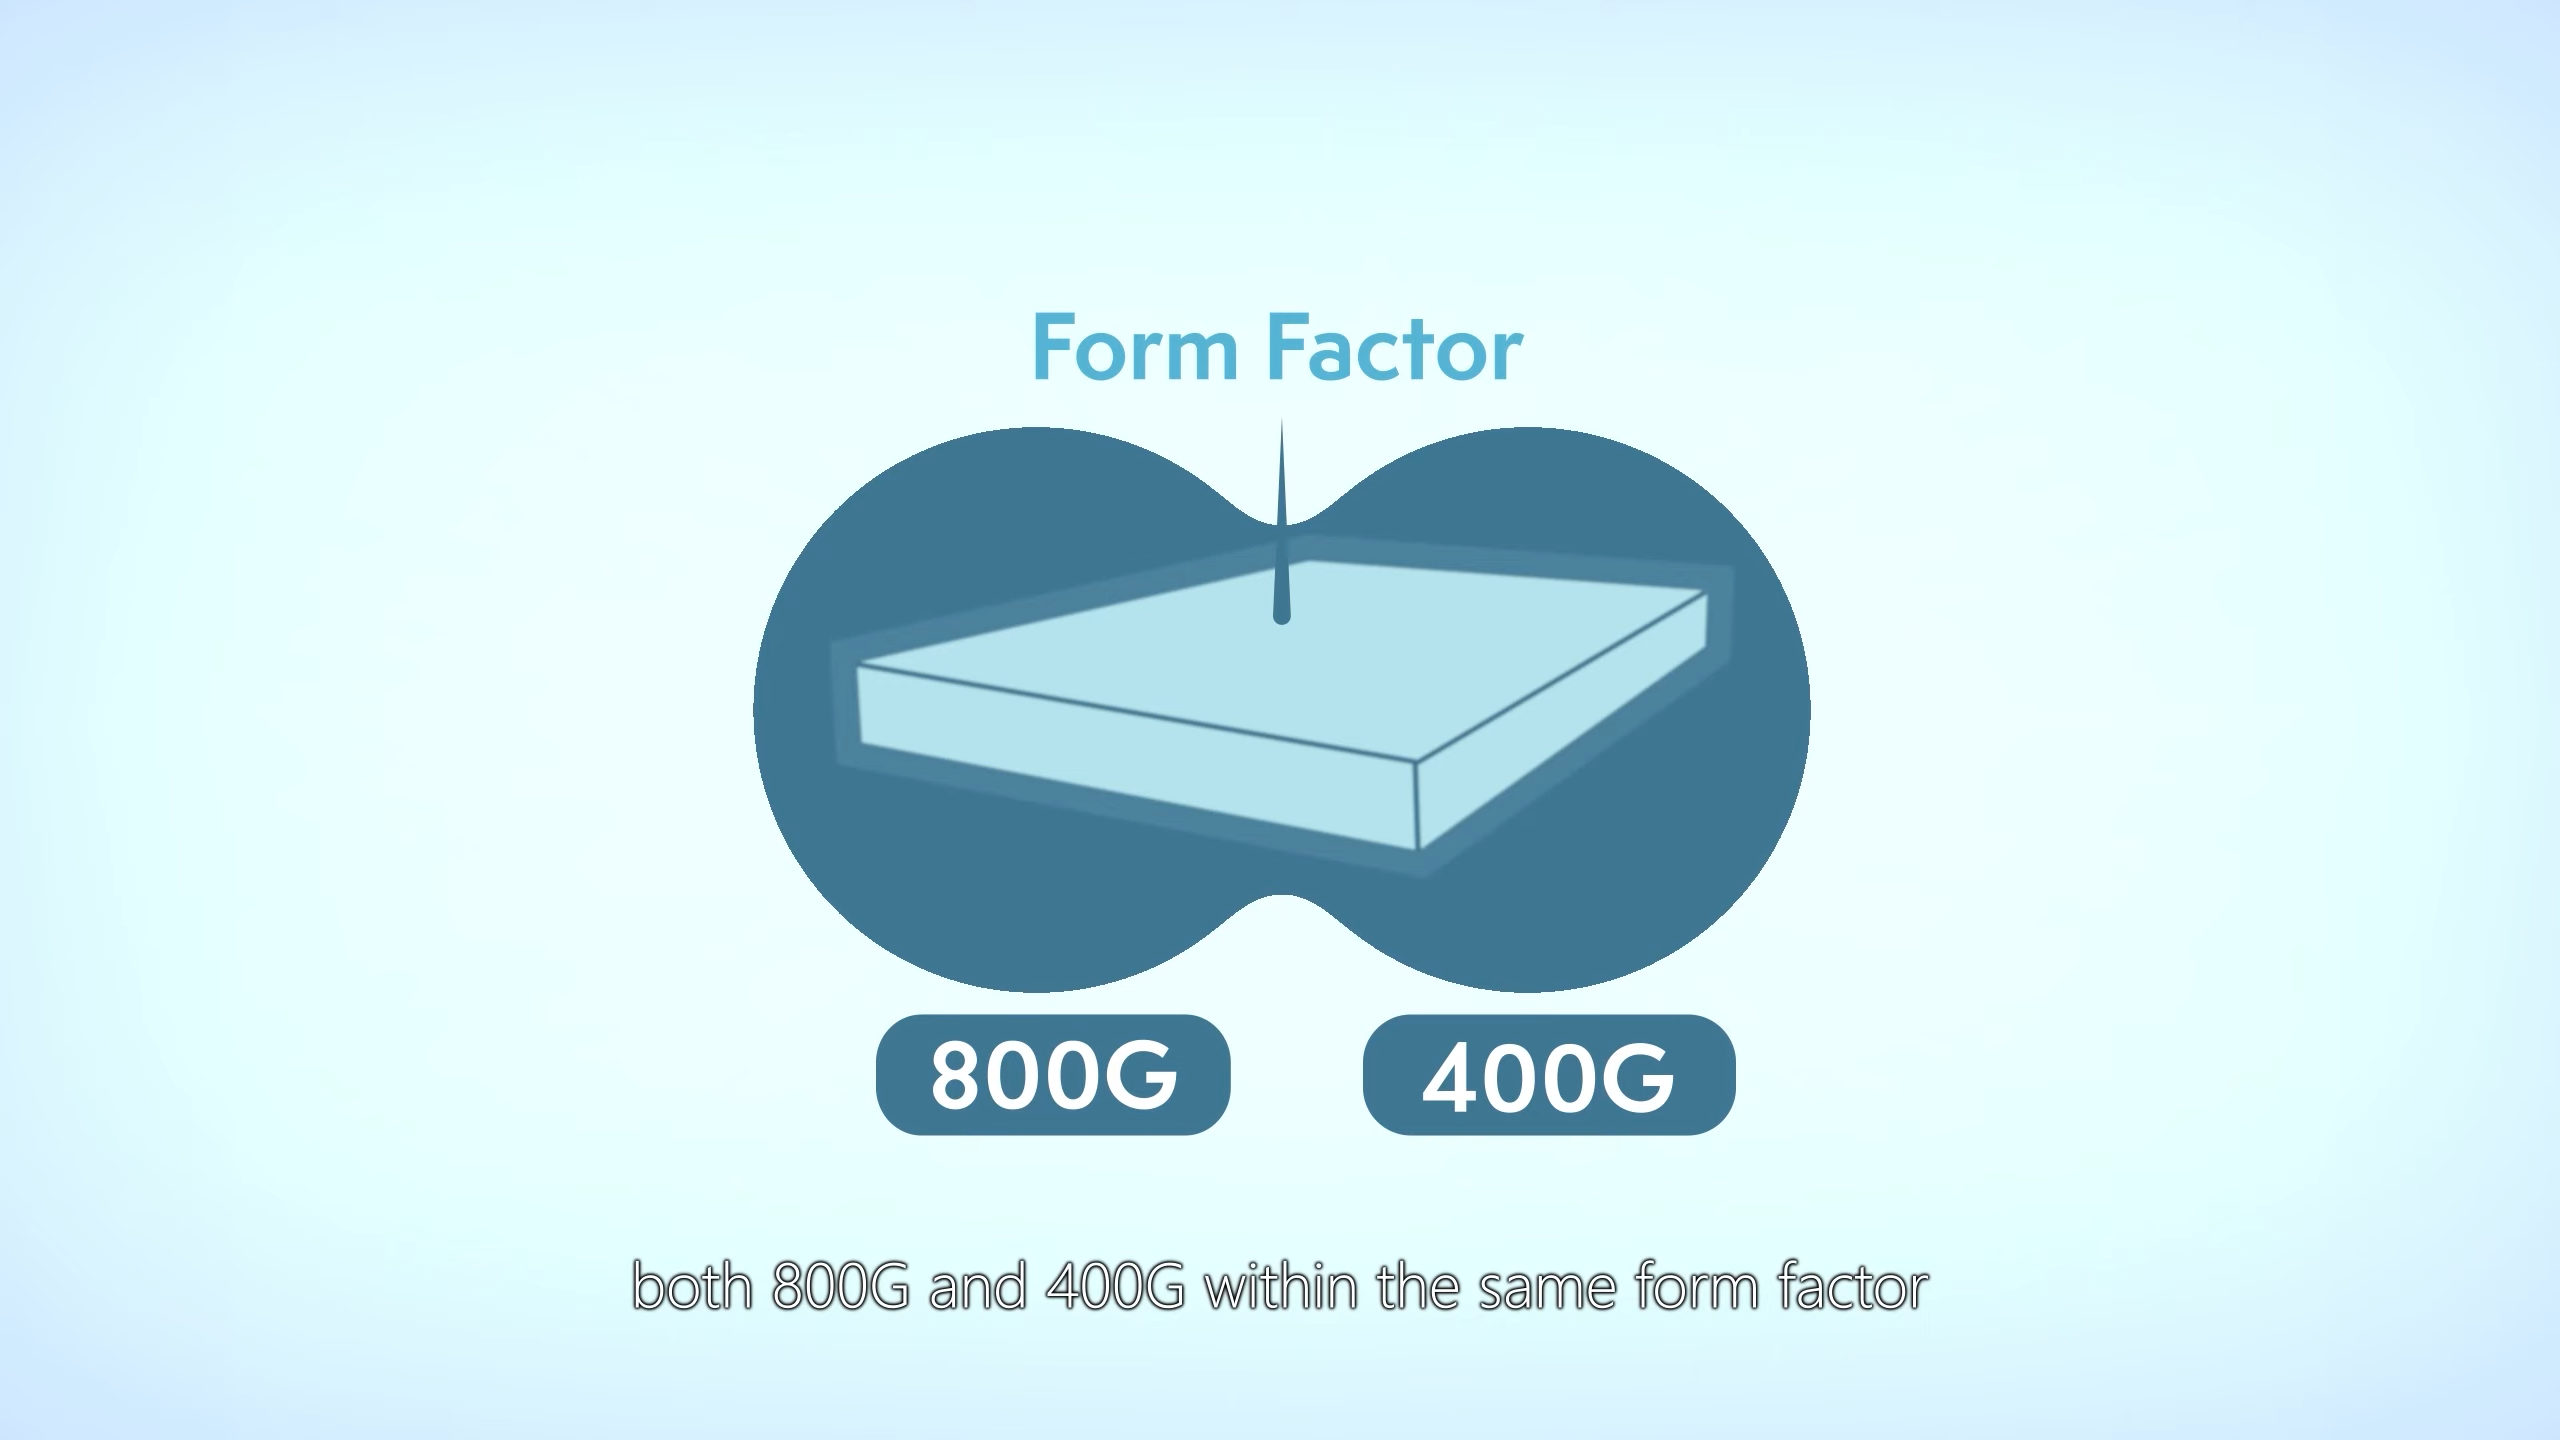 Form Factor
800G 400G
both 800G and 400G within the same form factor